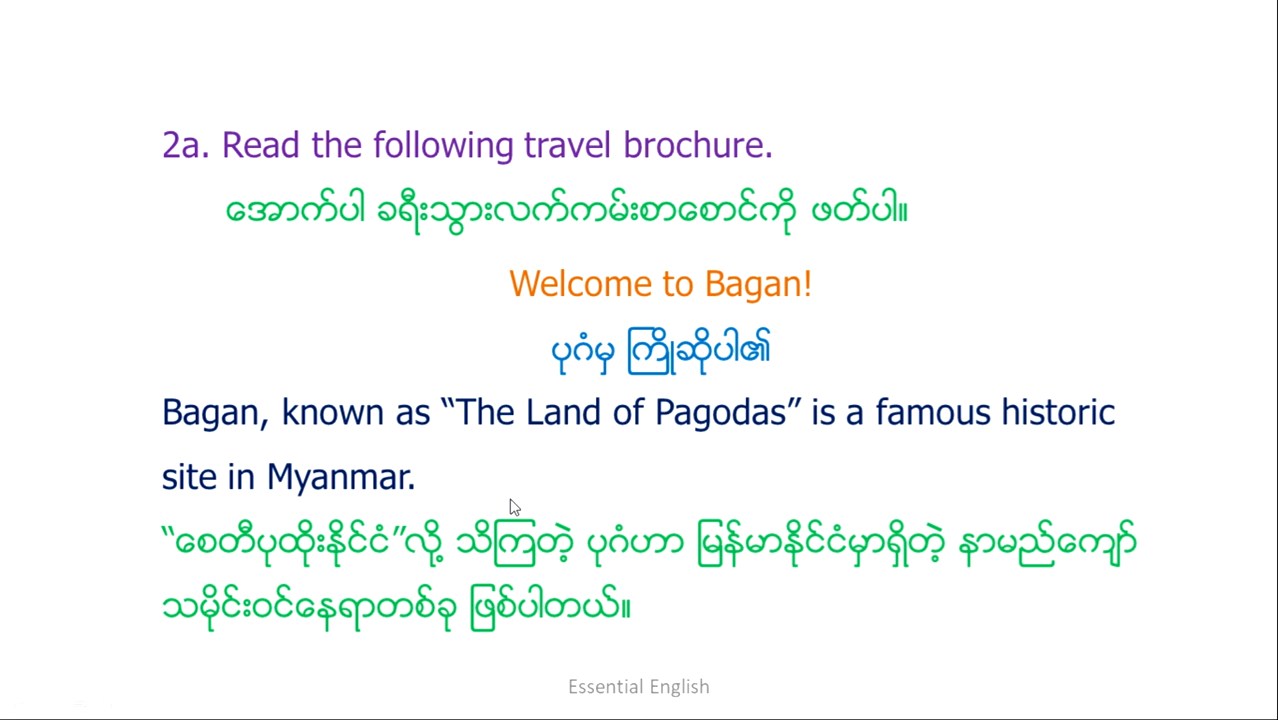 2a. Read the following travel brochure.
အောက်ပါ ခရီးသွားလက်ကမ်းစာစောင်ကို ဖတ်ပါ။
Welcome to Bagan!
ပုဂံမှ ကြိုဆိုပါ၏
Bagan, known as “The Land of Pagodas” is a famous historic
site in Myanmar.
“စေတီပုထိုးနိုင်ငံ”လို့ သိကြတဲ့ ပုဂံဟာ မြန်မာနိုင်ငံမှာရှိတဲ့ နာမည်ကျော်
သမိုင်းဝင်နေရာတစ်ခု ဖြစ်ပါတယ်။
Essential English